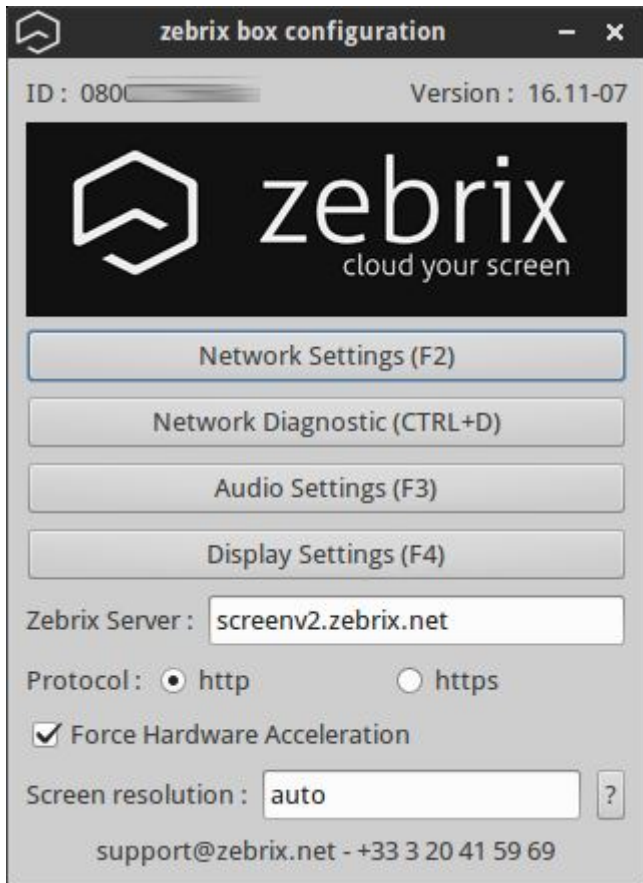 zebrix box configuration
ID : 080 Version : 16.11-07
zebrix
cloud your screen
Network Settings (F2)
Network Diagnostic (CTRL+D)
Audio Settings (F3)
Display Settings (F4)
Zebrix Server : screenv2.zebrix.net
Protocol : http https
Force Hardware Acceleration
Screen resolution : auto ?
support@zebrix.net - +33 3 20 41 59 69